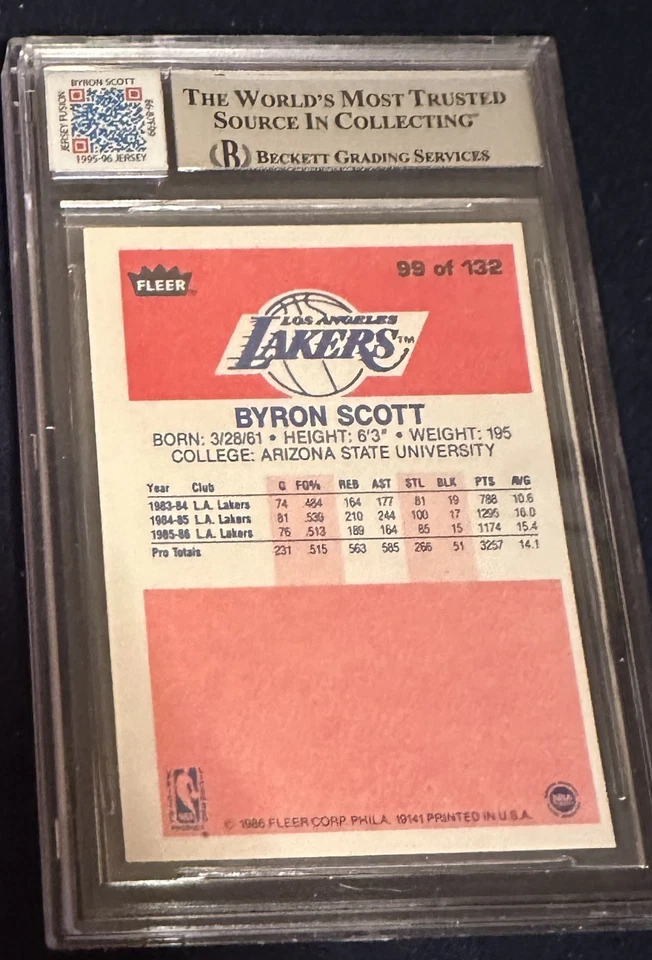 BYRON SCOTT
JERSEY FUSION
86-87F99
1995-96 JERSEY
THE WORLD'S MOST TRUSTED
SOURCE IN COLLECTING
BECKETT GRADING SERVICES
FLEER
99 of 132
LOS ANGELES
LAKERS™
BYRON SCOTT
BORN: 3/28/61 • HEIGHT: 6'3" • WEIGHT: 195
COLLEGE: ARIZONA STATE UNIVERSITY
Year Club G FG% REB AST STL BLK PTS AVG
1983-84 L.A. Lakers 74 .484 164 177 81 19 788 10.6
1984-85 L.A. Lakers 81 .539 210 244 100 17 1295 16.0
1985-86 L.A. Lakers 76 .513 189 164 85 15 1174 15.4
Pro Totals 231 .515 563 585 266 51 3257 14.1
© 1986 FLEER CORP. PHILA. 19141 PRINTED IN U.S.A.